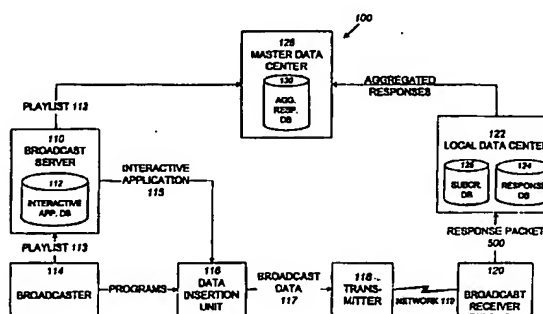 100
128
MASTER DATA
CENTER
130
AGG.
RESP.
DB
AGGREGATED
RESPONSES
PLAYLIST 113
110
BROADCAST
SERVER
112
INTERACTIVE
APP. DB
INTERACTIVE
APPLICATION
115
122
LOCAL DATA CENTER
126
SUBCR.
DB
124
RESPONSE
DB
PLAYLIST 113
RESPONSE PACKET
500
114
BROADCASTER
PROGRAMS
116
DATA
INSERTION
UNIT
BROADCAST
DATA
117
118
TRANS-
MITTER
NETWORK 119
120
BROADCAST
RECEIVER